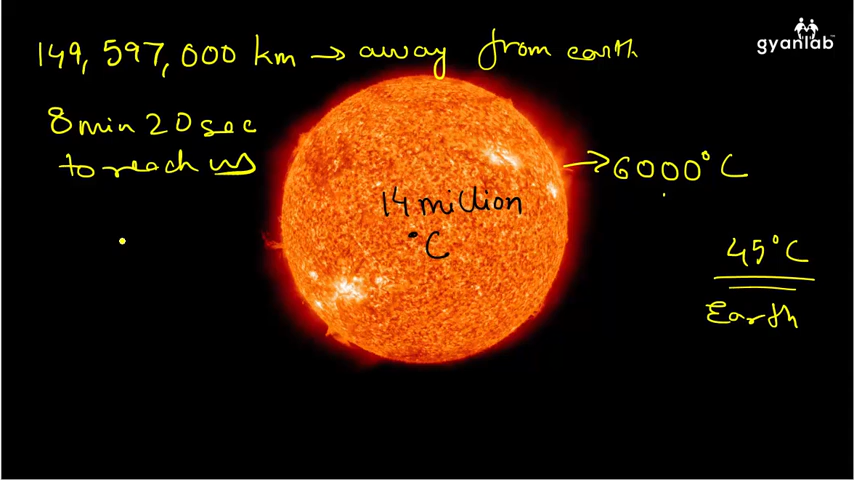 149,597,000 km → away from earth
gyanlab
8 min 20 sec
to reach us
→ 6000°C
14 million
°C
45°C
Earth